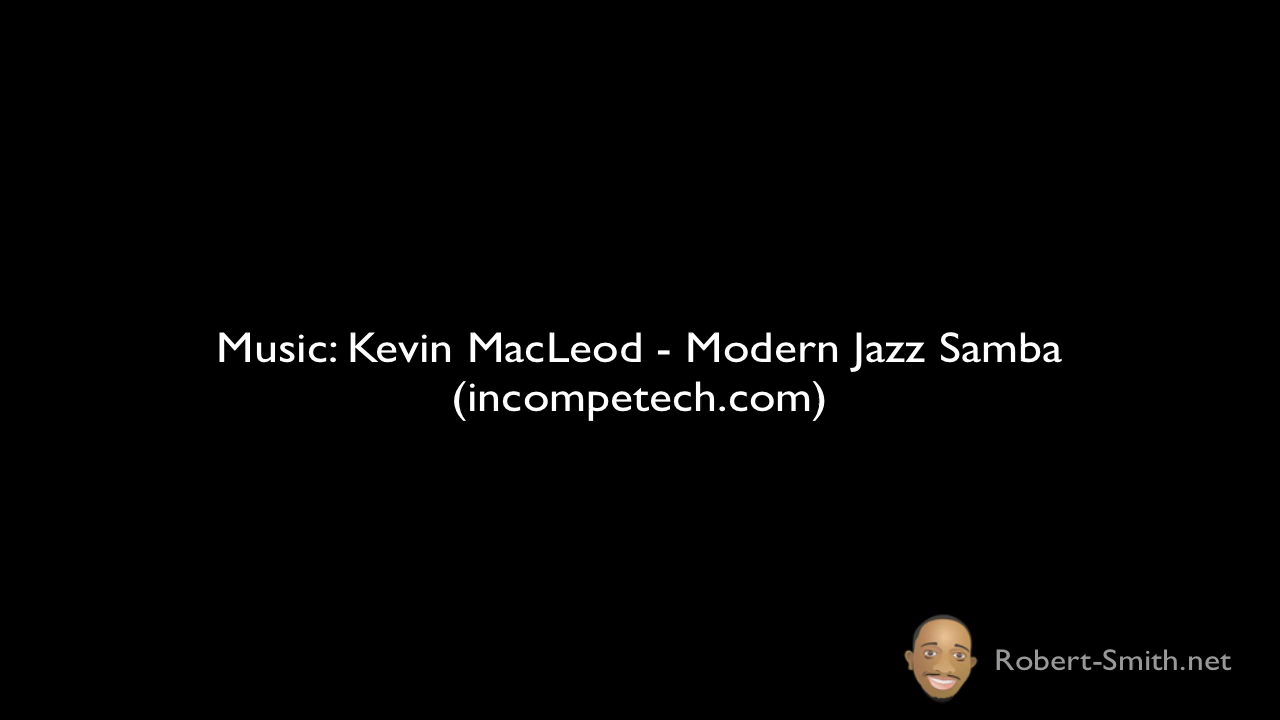 Music: Kevin MacLeod - Modern Jazz Samba
(incompetech.com)
Robert-Smith.net